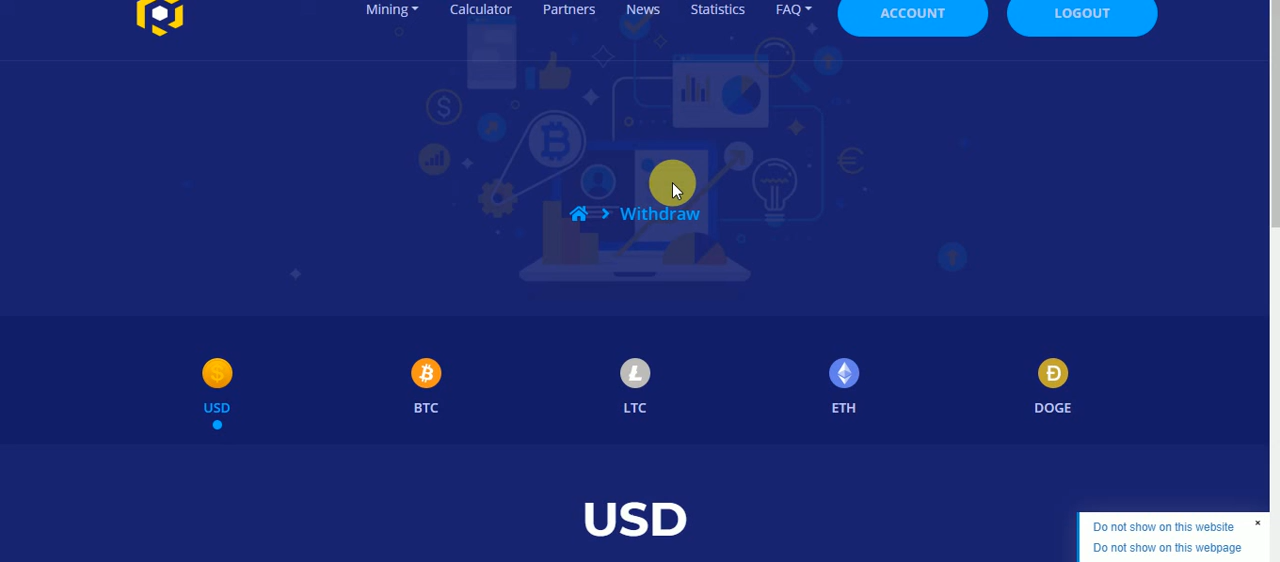 Mining Calculator Partners News Statistics FAQ ACCOUNT LOGOUT
Withdraw
USD BTC LTC ETH DOGE
USD
Do not show on this website ×
Do not show on this webpage